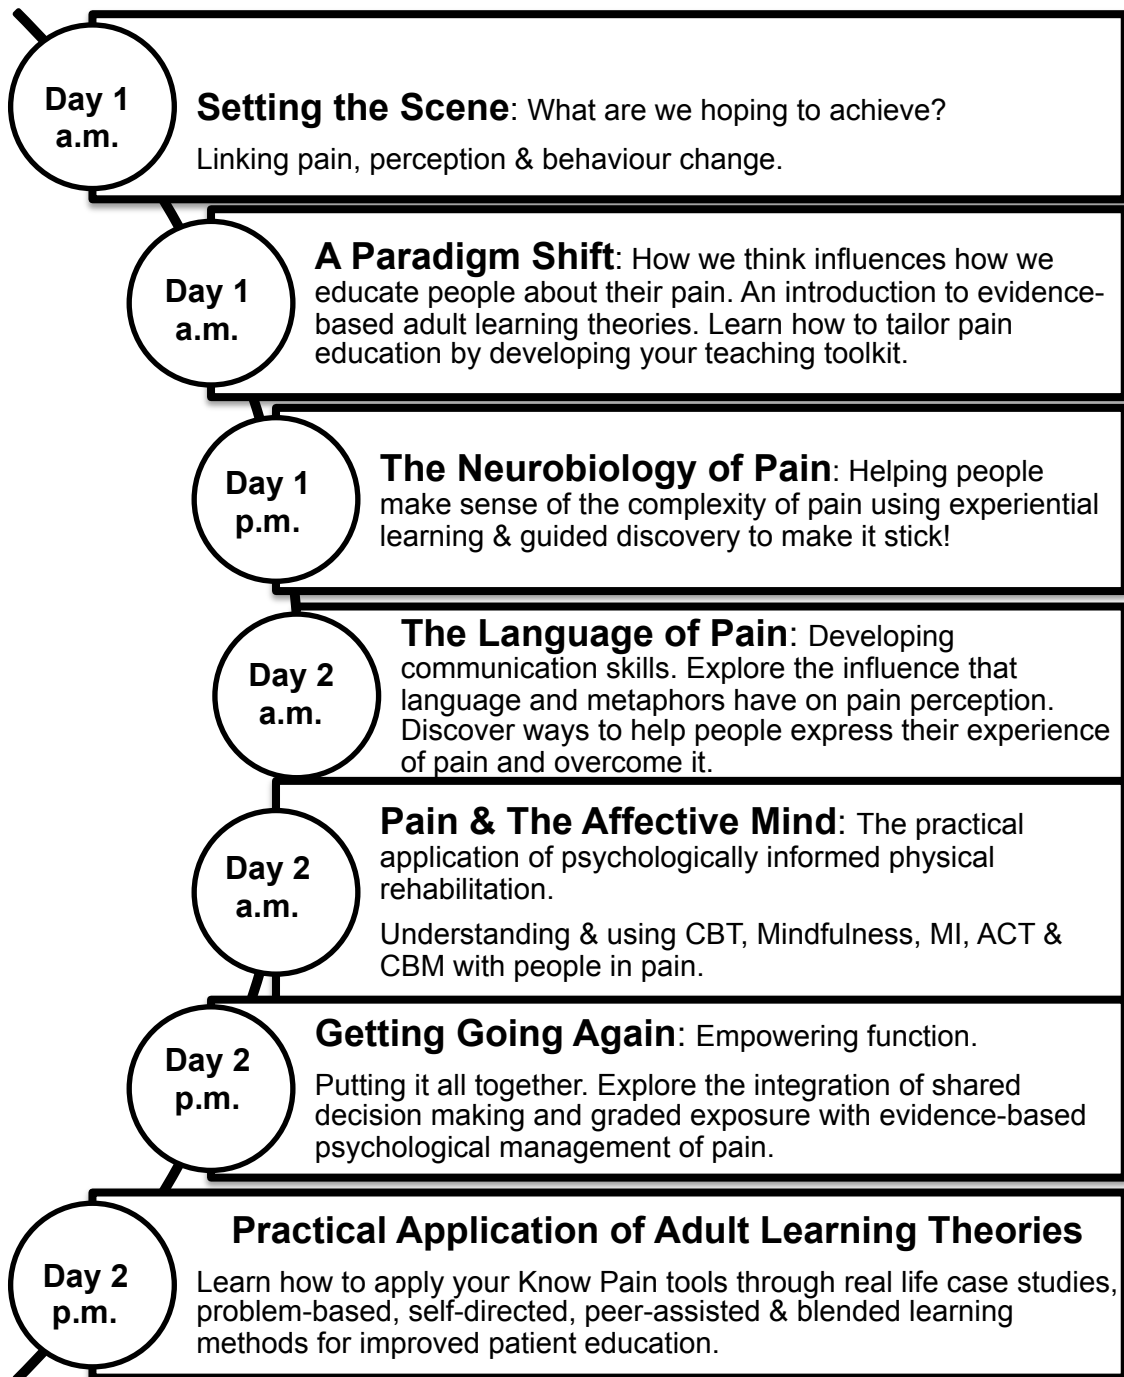 Day 1
a.m.
Setting the Scene: What are we hoping to achieve?
Linking pain, perception & behaviour change.
Day 1
a.m.
A Paradigm Shift: How we think influences how we
educate people about their pain. An introduction to evidence-
based adult learning theories. Learn how to tailor pain
education by developing your teaching toolkit.
Day 1
p.m.
The Neurobiology of Pain: Helping people
make sense of the complexity of pain using experiential
learning & guided discovery to make it stick!
Day 2
a.m.
The Language of Pain: Developing
communication skills. Explore the influence that
language and metaphors have on pain perception.
Discover ways to help people express their experience
of pain and overcome it.
Day 2
a.m.
Pain & The Affective Mind: The practical
application of psychologically informed physical
rehabilitation.
Understanding & using CBT, Mindfulness, MI, ACT &
CBM with people in pain.
Day 2
p.m.
Getting Going Again: Empowering function.
Putting it all together. Explore the integration of shared
decision making and graded exposure with evidence-based
psychological management of pain.
Day 2
p.m.
Practical Application of Adult Learning Theories
Learn how to apply your Know Pain tools through real life case studies,
problem-based, self-directed, peer-assisted & blended learning
methods for improved patient education.